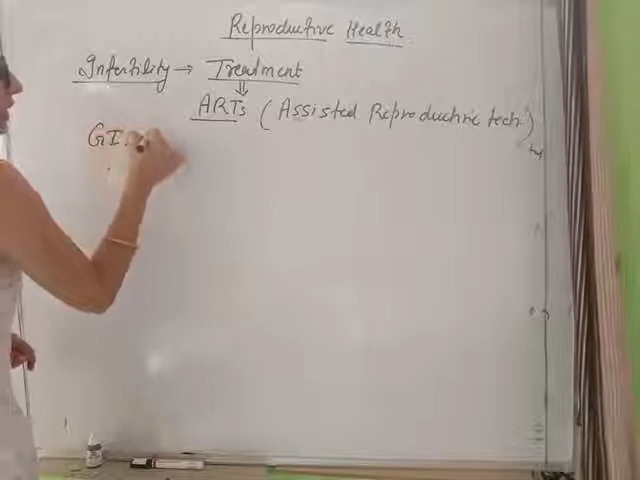 Reproductive Health
Infertility → Treatment
⇓
ARTs (Assisted Reproductive tech.)
GI